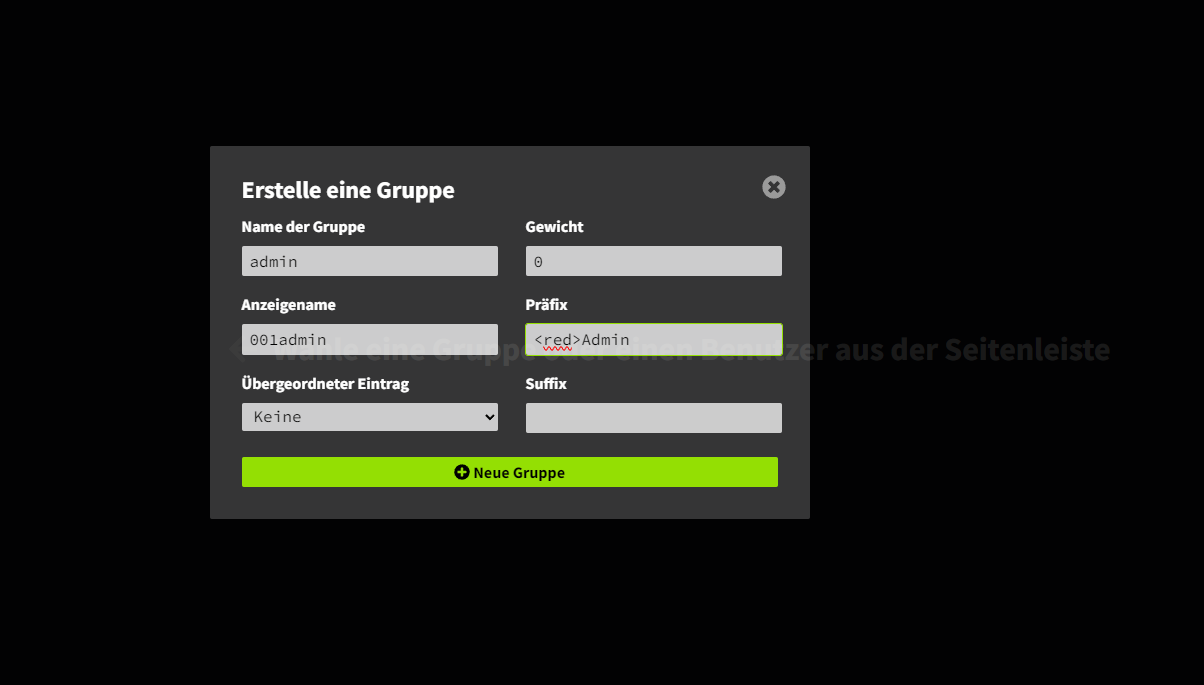 Erstelle eine Gruppe
Name der Gruppe
Gewicht
admin
0
Anzeigename
Präfix
001admin
<red>Admin
Wähle eine Gruppe oder einen Benutzer aus der Seitenleiste
Übergeordneter Eintrag
Suffix
Keine
Neue Gruppe